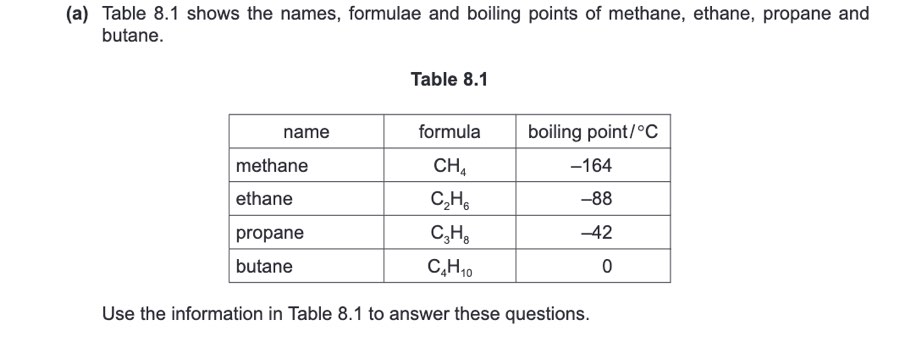 (a) Table 8.1 shows the names, formulae and boiling points of methane, ethane, propane and
butane.
Table 8.1
name formula boiling point / °C
methane CH₄ –164
ethane C₂H₆ –88
propane C₃H₈ –42
butane C₄H₁₀ 0
Use the information in Table 8.1 to answer these questions.